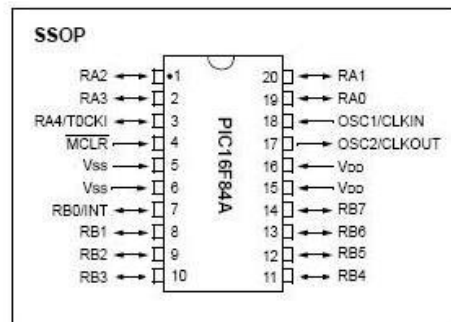 SSOP
RA2 •1 20 RA1
RA3 2 19 RA0
RA4/T0CKI 3 18 OSC1/CLKIN
MCLR 4 17 OSC2/CLKOUT
Vss 5 16 VDD
Vss 6 15 VDD
RB0/INT 7 14 RB7
RB1 8 13 RB6
RB2 9 12 RB5
RB3 10 11 RB4
PIC16F84A